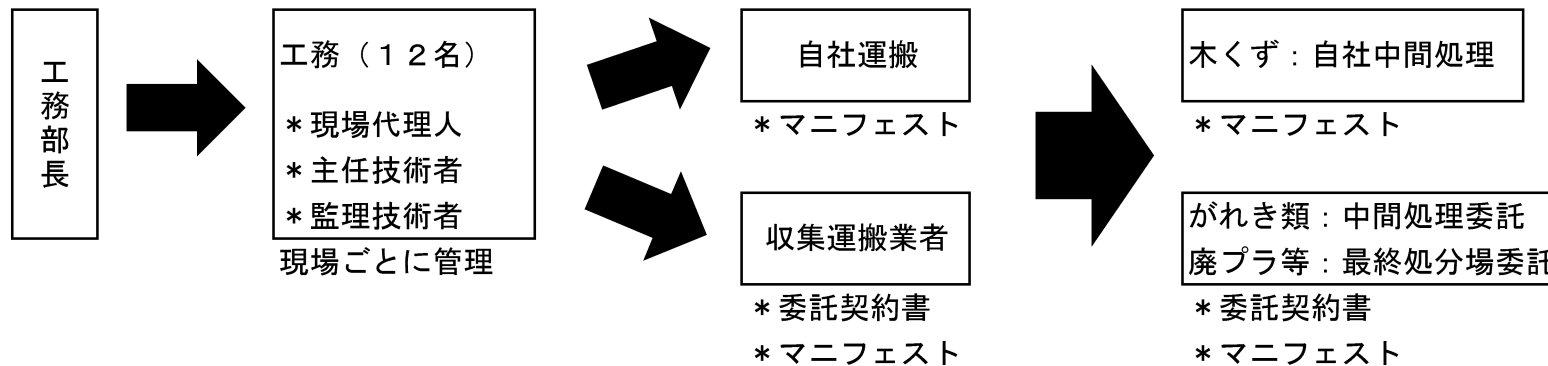 工務部長
工務（１２名）
＊現場代理人
＊主任技術者
＊監理技術者
現場ごとに管理
自社運搬
＊マニフェスト
収集運搬業者
＊委託契約書
＊マニフェスト
木くず：自社中間処理
＊マニフェスト
がれき類：中間処理委託
廃プラ等：最終処分場委託
＊委託契約書
＊マニフェスト